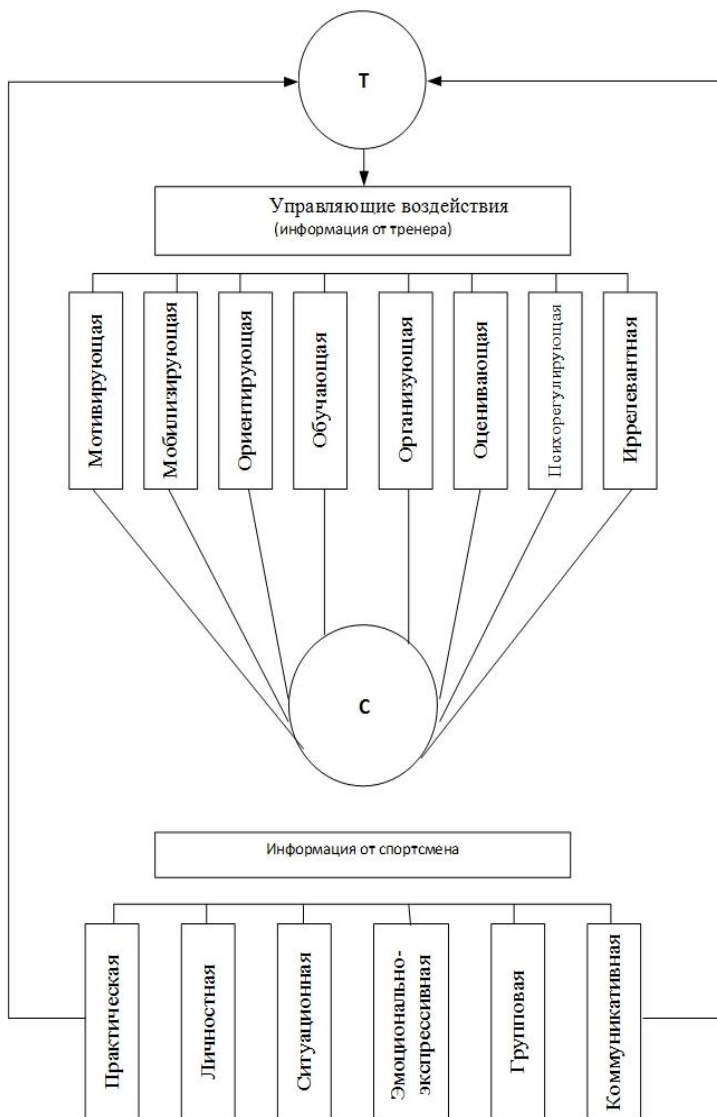 Т
Управляющие воздействия
(информация от тренера)
Мотивирующая
Мобилизирующая
Ориентирующая
Обучающая
Организующая
Оценивающая
Психорегулирующая
Иррелевантная
С
Информация от спортсмена
Практическая
Личностная
Ситуационная
Эмоционально-
экспрессивная
Групповая
Коммуникативная